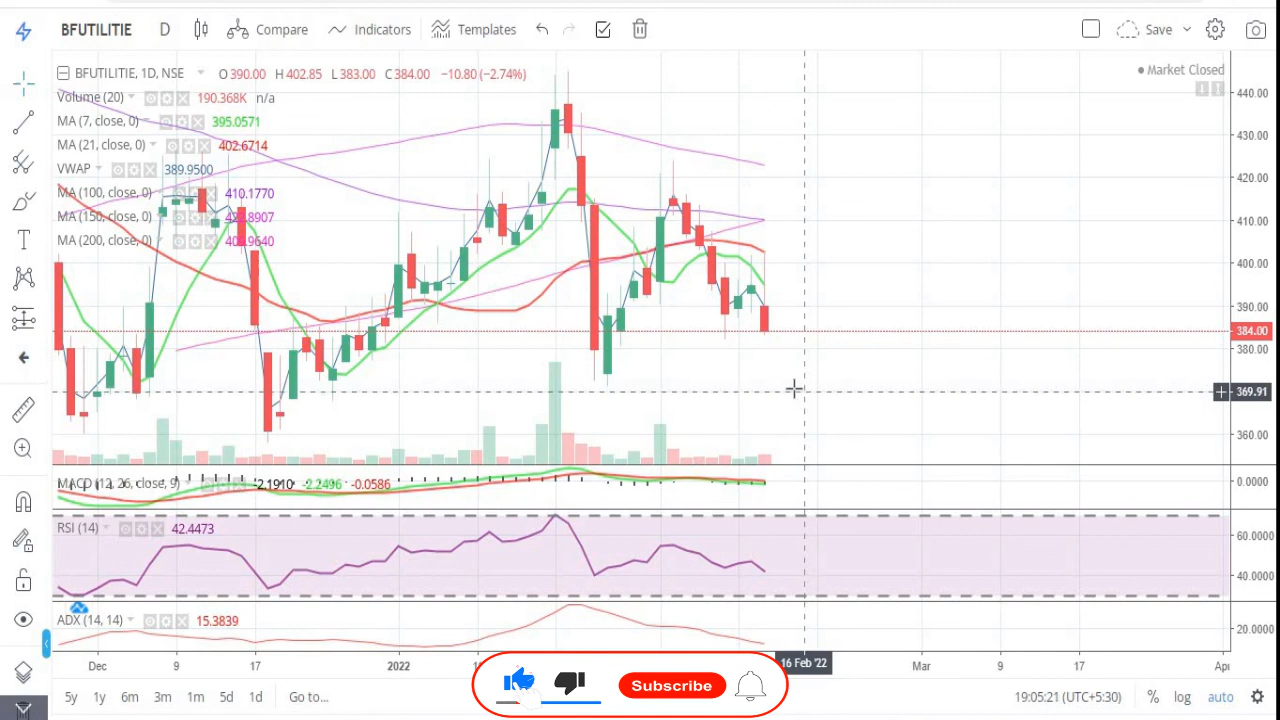 BFUTILITIE D Compare Indicators Templates Save
BFUTILITIE, 1D, NSE O 390.00 H 402.85 L 383.00 C 384.00 −10.80 (−2.74%)
Market Closed
Volume (20) 190.368K n/a
MA (7, close, 0) 395.0571
MA (21, close, 0) 402.6714
VWAP 389.9500
MA (100, close, 0) 410.1770
MA (150, close, 0)
MA (200, close, 0)
440.00
430.00
420.00
410.00
400.00
390.00
384.00
380.00
369.91
360.00
MACD (12, 26, close, 9) -2.1910 -2.2496 -0.0586
0.0000
RSI (14) 42.4473
60.0000
40.0000
ADX (14, 14) 15.3839
20.0000
Dec 9 17 2022 16 Feb '22 Mar 9 17
5y 1y 6m 3m 1m 5d 1d Go to...
Subscribe
19:05:21 (UTC+5:30) % log auto